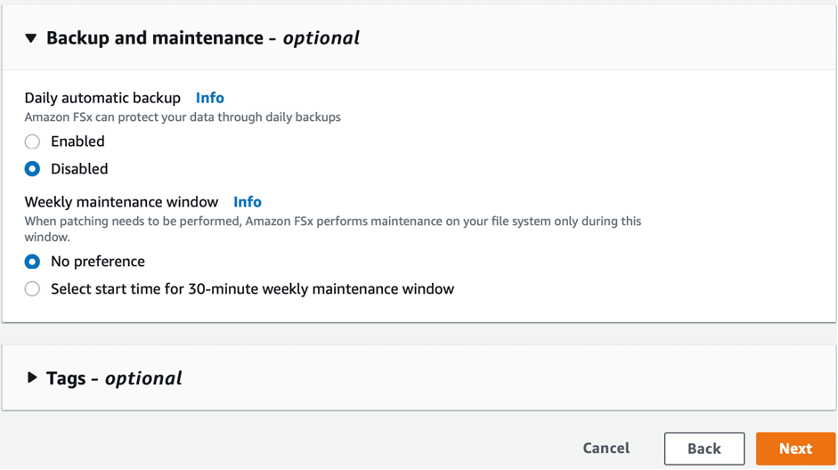 Backup and maintenance - optional
Daily automatic backup Info
Amazon FSx can protect your data through daily backups
Enabled
Disabled
Weekly maintenance window Info
When patching needs to be performed, Amazon FSx performs maintenance on your file system only during this
window.
No preference
Select start time for 30-minute weekly maintenance window
Tags - optional
Cancel Back Next